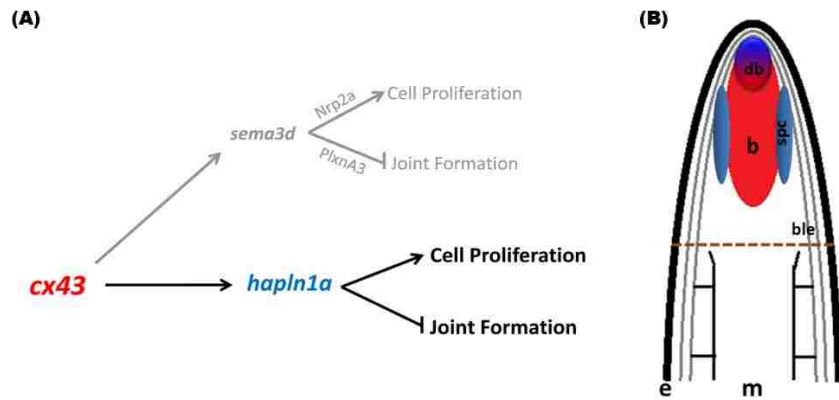 (A)
(B)
Nrp2a
Cell Proliferation
sema3d
PlxnA3
Joint Formation
cx43
hapln1a
Cell Proliferation
Joint Formation
db
spc
b
ble
e
m